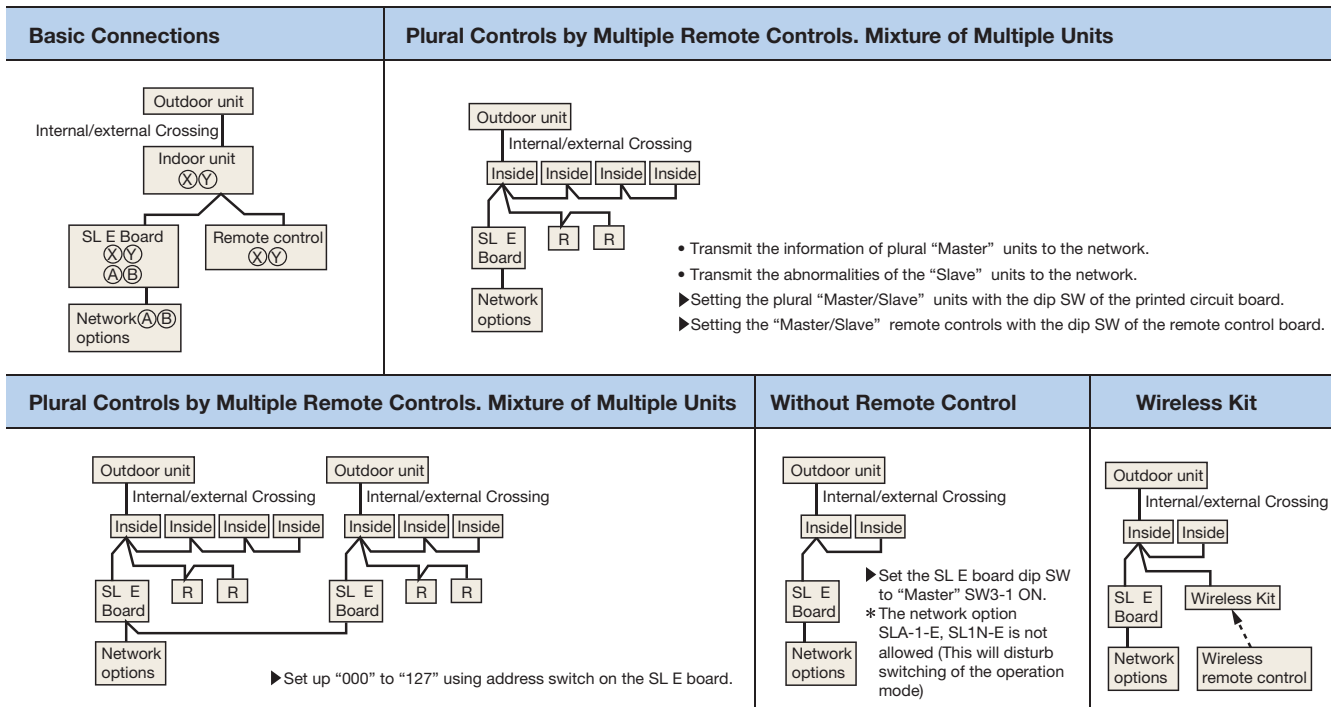 Basic Connections
Outdoor unit
Internal/external Crossing
Indoor unit
ⓍⓎ
SL E Board
ⓍⓎ
ⒶⒷ
Remote control
ⓍⓎ
NetworkⒶⒷ
options
Plural Controls by Multiple Remote Controls. Mixture of Multiple Units
Outdoor unit
Internal/external Crossing
Inside Inside Inside Inside
SL E
Board
R R
Network
options
• Transmit the information of plural “Master” units to the network.
• Transmit the abnormalities of the “Slave” units to the network.
▶Setting the plural “Master/Slave” units with the dip SW of the printed circuit board.
▶Setting the “Master/Slave” remote controls with the dip SW of the remote control board.
Plural Controls by Multiple Remote Controls. Mixture of Multiple Units
Outdoor unit
Internal/external Crossing
Inside Inside Inside Inside
SL E
Board
R R
Network
options
Outdoor unit
Internal/external Crossing
Inside Inside Inside
SL E
Board
R R
▶Set up “000” to “127” using address switch on the SL E board.
Without Remote Control
Outdoor unit
Internal/external Crossing
Inside Inside
SL E
Board
Network
options
▶Set the SL E board dip SW
to “Master” SW3-1 ON.
*The network option
SLA-1-E, SL1N-E is not
allowed (This will disturb
switching of the operation
mode)
Wireless Kit
Outdoor unit
Internal/external Crossing
Inside Inside
SL E
Board
Wireless Kit
Network
options
Wireless
remote control